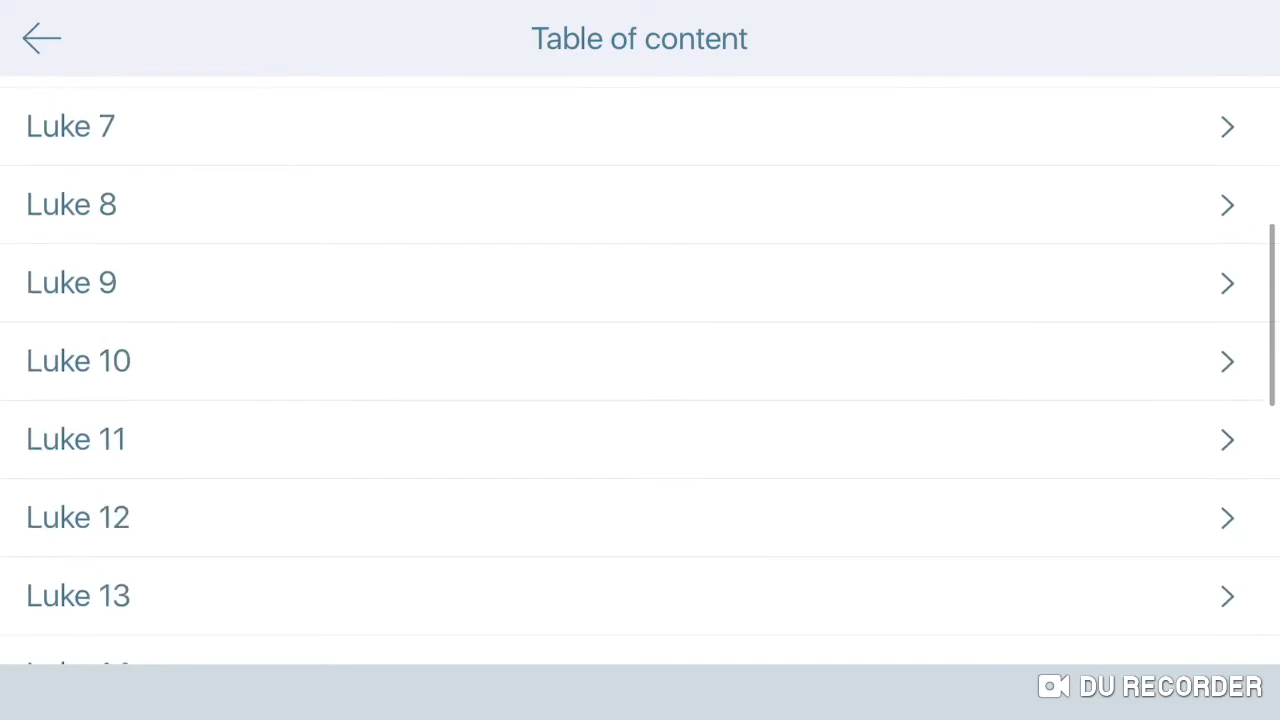 Table of content
Luke 7
Luke 8
Luke 9
Luke 10
Luke 11
Luke 12
Luke 13
DU RECORDER